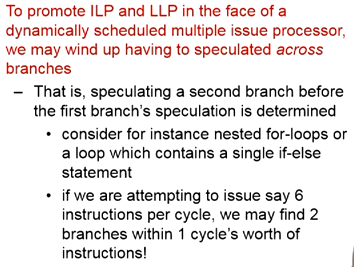 To promote ILP and LLP in the face of a
dynamically scheduled multiple issue processor,
we may wind up having to speculated across
branches
– That is, speculating a second branch before
the first branch's speculation is determined
• consider for instance nested for-loops or
a loop which contains a single if-else
statement
• if we are attempting to issue say 6
instructions per cycle, we may find 2
branches within 1 cycle's worth of
instructions!